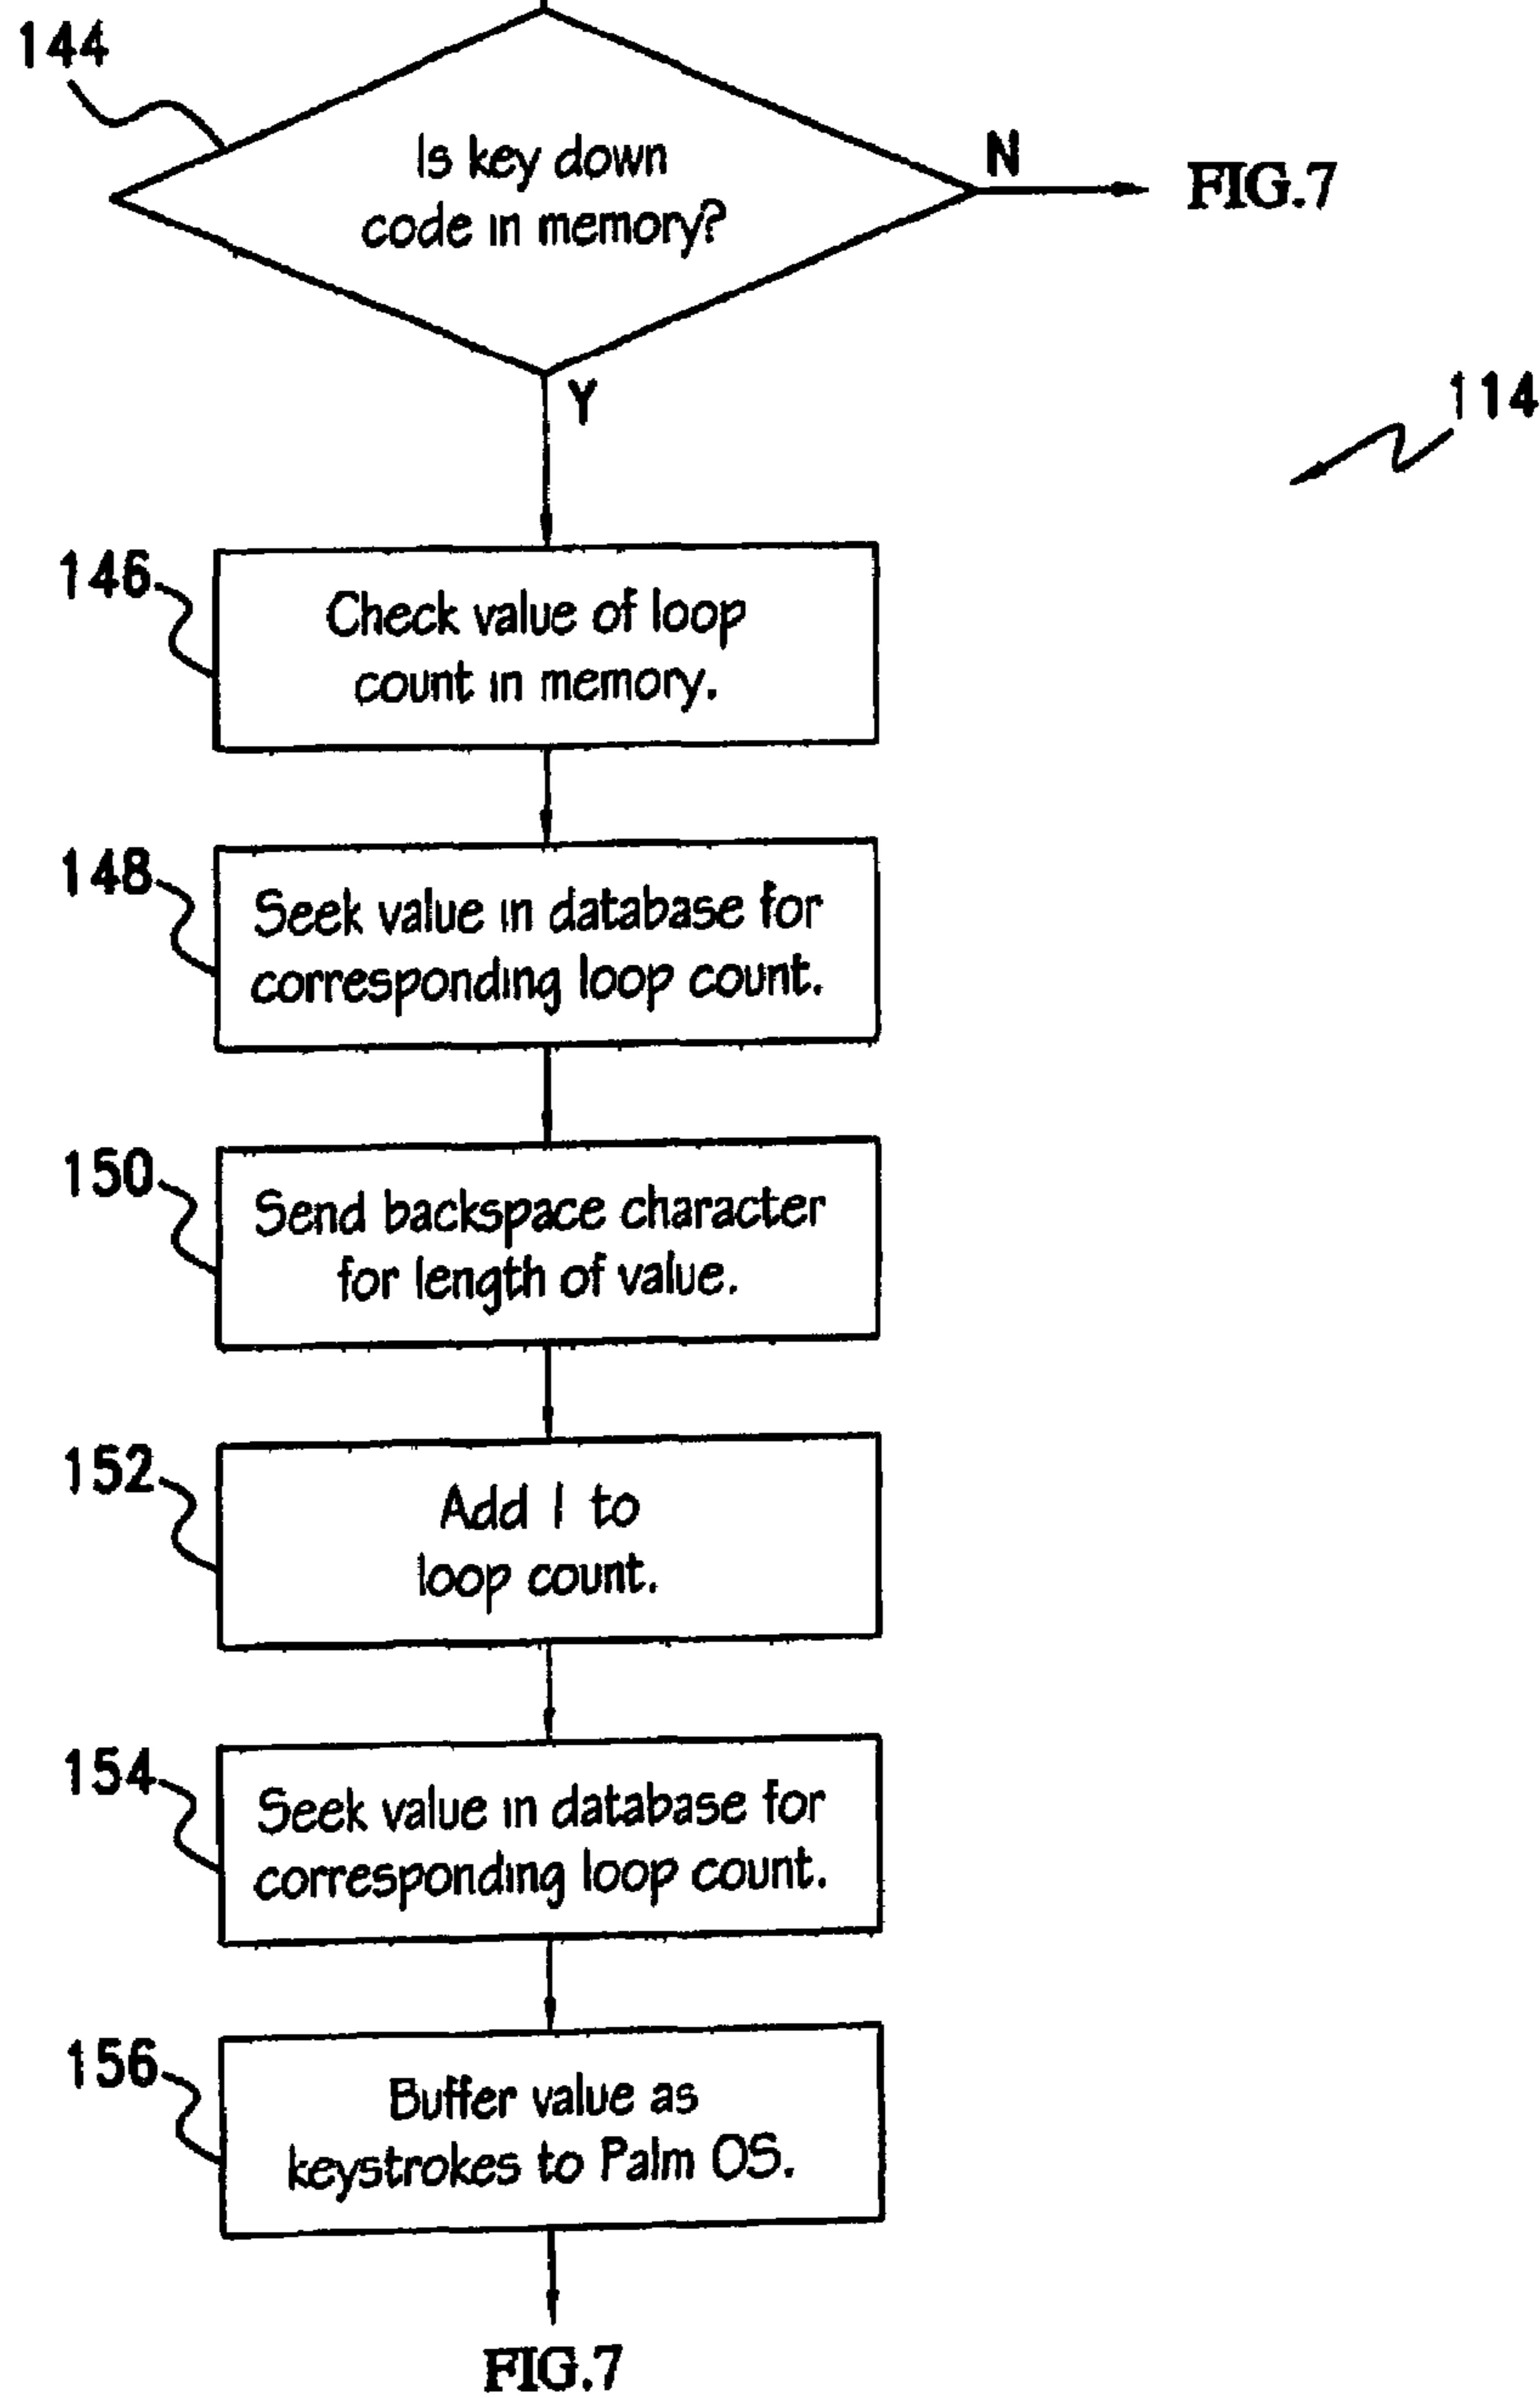 144
Is key down
code in memory?
N
FIG.7
Y
114
146
Check value of loop
count in memory.
148
Seek value in database for
corresponding loop count.
150
Send backspace character
for length of value.
152
Add 1 to
loop count.
154
Seek value in database for
corresponding loop count.
156
Buffer value as
keystrokes to Palm OS.
FIG.7